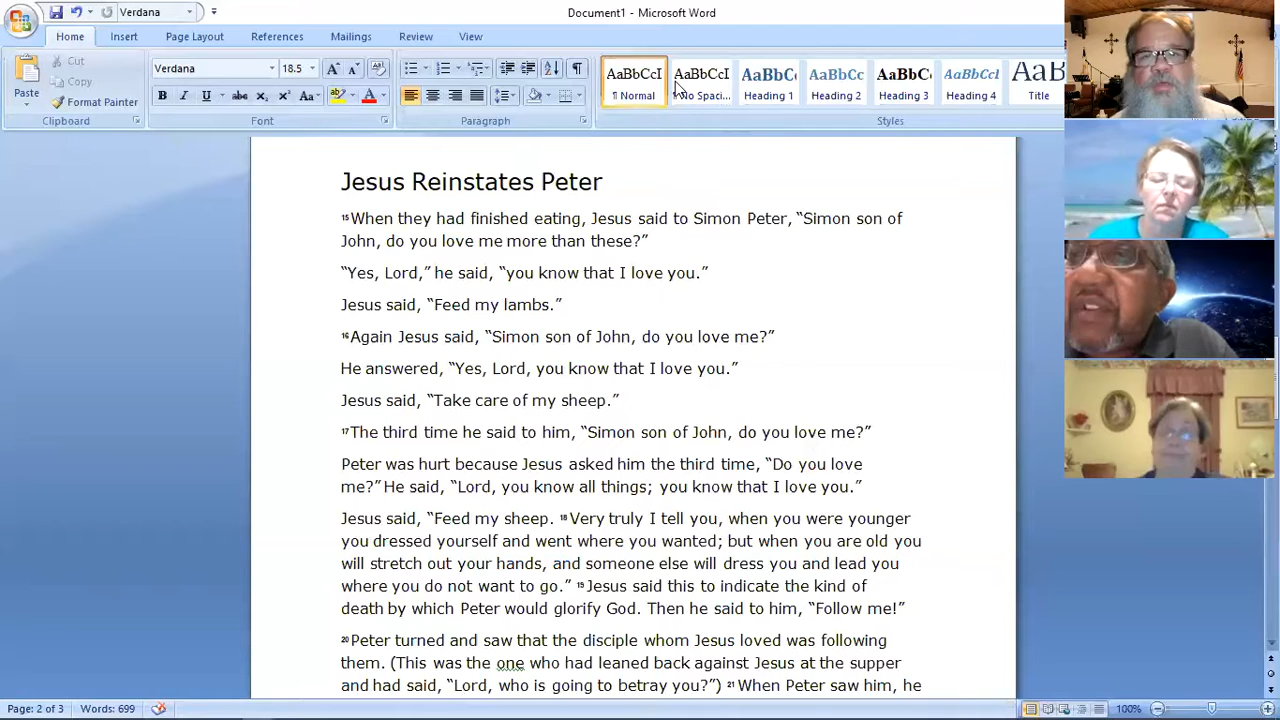 Verdana
Document1 - Microsoft Word
Home Insert Page Layout References Mailings Review View
Paste
Cut
Copy
Format Painter
Clipboard
Verdana 18.5
B I U abc x₂ x² Aa
Font
Paragraph
AaBbCcI AaBbCcI AaBbC AaBbCc AaBbC AaBbCcI AaB
¶ Normal No Spaci... Heading 1 Heading 2 Heading 3 Heading 4 Title
Styles
Jesus Reinstates Peter
15When they had finished eating, Jesus said to Simon Peter, “Simon son of
John, do you love me more than these?”
“Yes, Lord,” he said, “you know that I love you.”
Jesus said, “Feed my lambs.”
16Again Jesus said, “Simon son of John, do you love me?”
He answered, “Yes, Lord, you know that I love you.”
Jesus said, “Take care of my sheep.”
17The third time he said to him, “Simon son of John, do you love me?”
Peter was hurt because Jesus asked him the third time, “Do you love
me?” He said, “Lord, you know all things; you know that I love you.”
Jesus said, “Feed my sheep. 18Very truly I tell you, when you were younger
you dressed yourself and went where you wanted; but when you are old you
will stretch out your hands, and someone else will dress you and lead you
where you do not want to go.” 19Jesus said this to indicate the kind of
death by which Peter would glorify God. Then he said to him, “Follow me!”
20Peter turned and saw that the disciple whom Jesus loved was following
them. (This was the one who had leaned back against Jesus at the supper
and had said, “Lord, who is going to betray you?”) 21When Peter saw him, he
Page: 2 of 3 Words: 699
100%